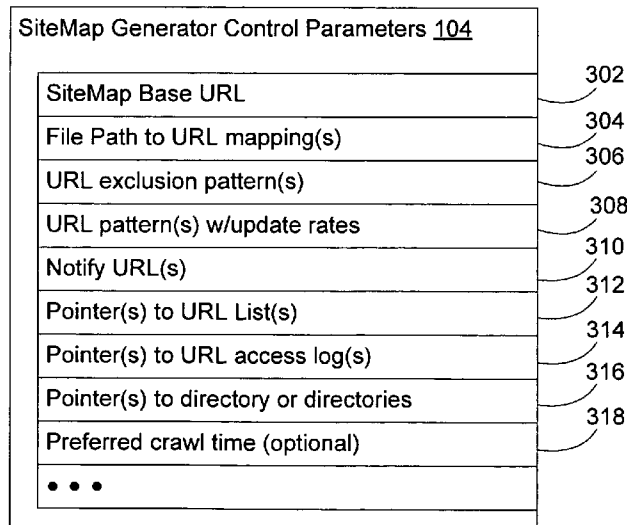 SiteMap Generator Control Parameters 104
SiteMap Base URL
302
File Path to URL mapping(s)
304
URL exclusion pattern(s)
306
URL pattern(s) w/update rates
308
Notify URL(s)
310
Pointer(s) to URL List(s)
312
Pointer(s) to URL access log(s)
314
Pointer(s) to directory or directories
316
Preferred crawl time (optional)
318
• • •